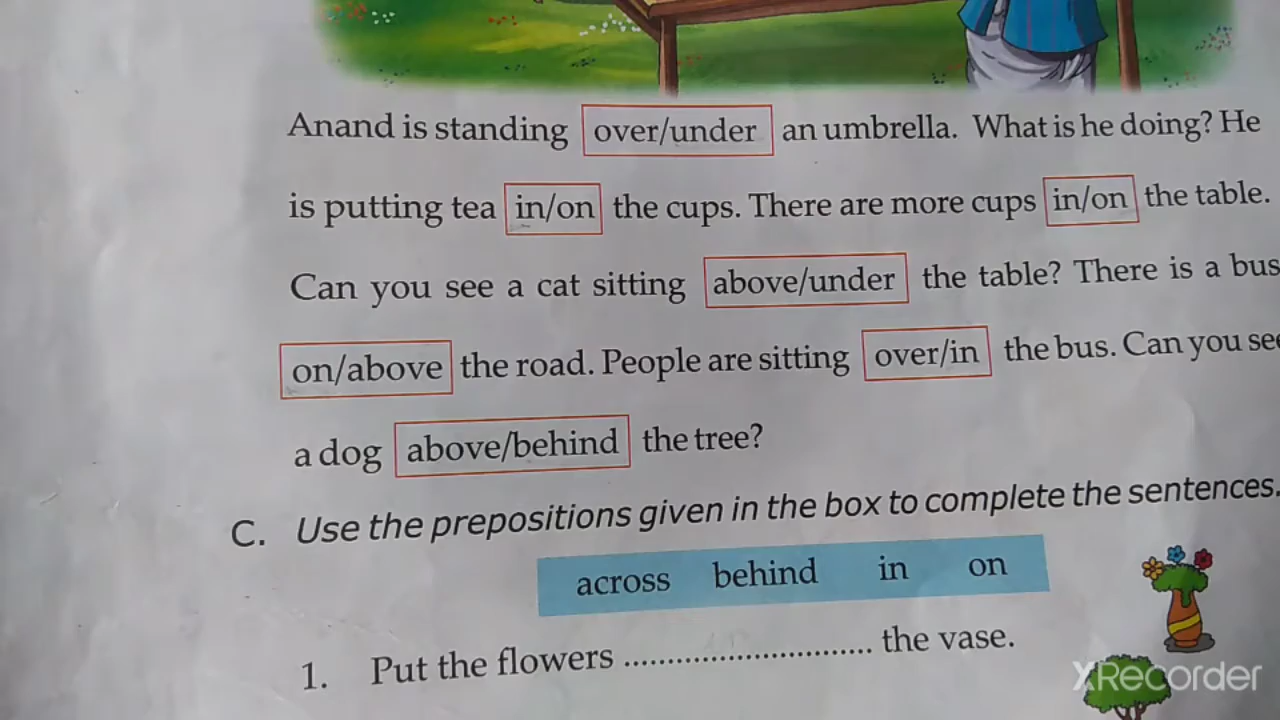 Anand is standing over/under an umbrella. What is he doing? He
is putting tea in/on the cups. There are more cups in/on the table.
Can you see a cat sitting above/under the table? There is a bus
on/above the road. People are sitting over/in the bus. Can you see
a dog above/behind the tree?
C. Use the prepositions given in the box to complete the sentences.
across behind in on
1. Put the flowers ............................ the vase.
XRecorder